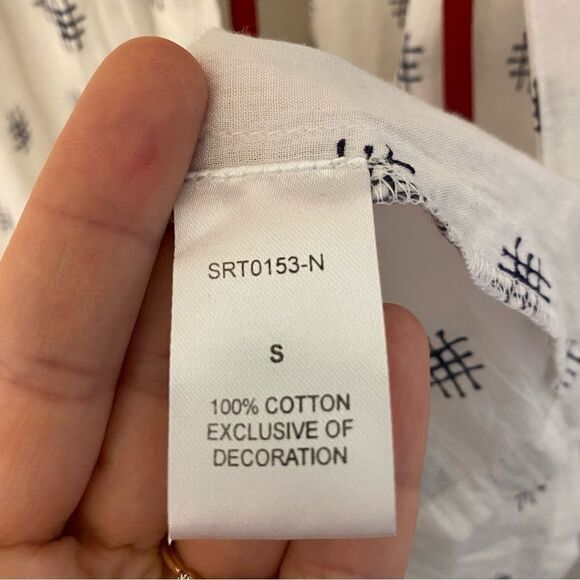 SRT0153-N
S
100% COTTON
EXCLUSIVE OF
DECORATION